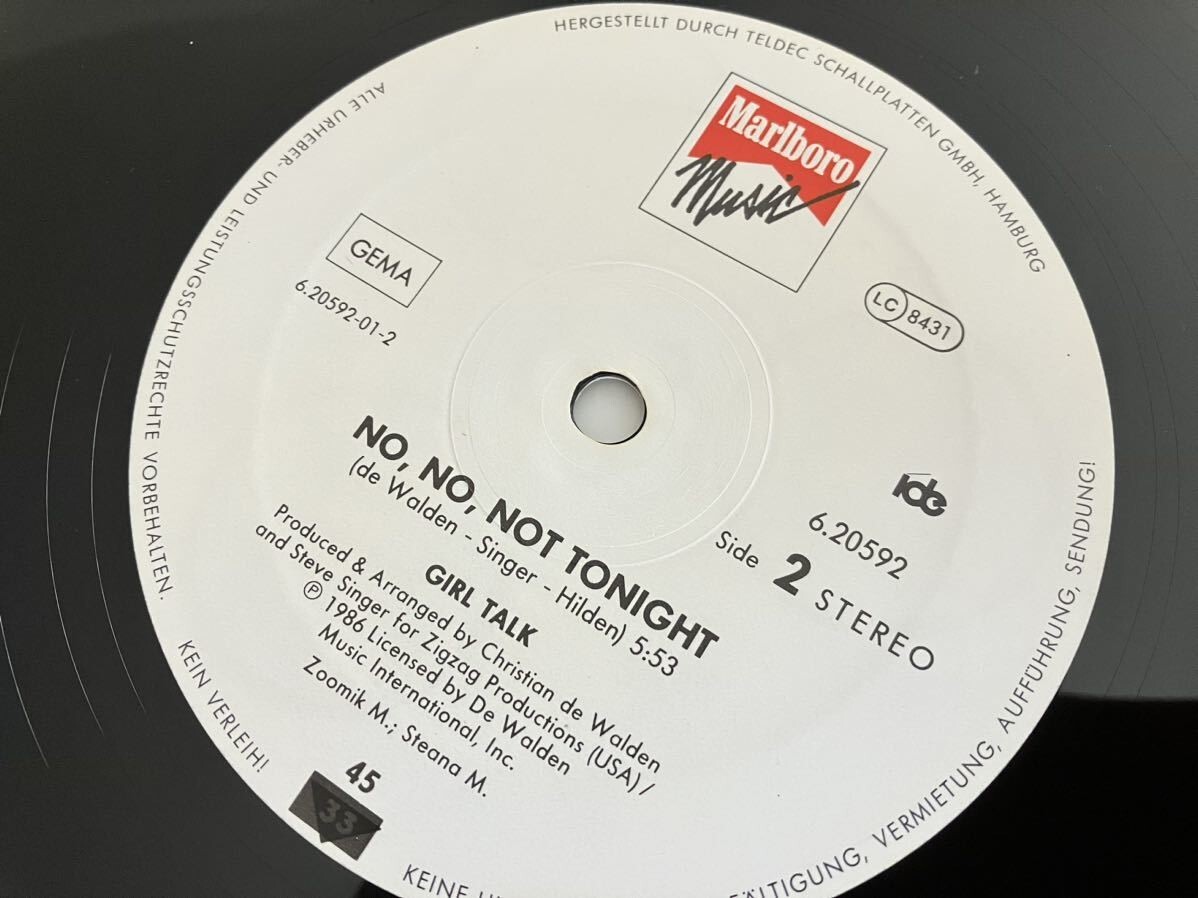 HERGESTELLT DURCH TELDEC SCHALLPLATTEN GMBH, HAMBURG
ALLE URHEBER- UND LEISTUNGSSCHUTZRECHTE VORBEHALTEN.
KEIN VERLEIH!
Marlboro
Music
GEMA
6.20592-01-2
LC 8431
ide
6.20592
Side 2 STEREO
NO, NO, NOT TONIGHT
(de Walden - Singer - Hilden) 5:53
GIRL TALK
Produced & Arranged by Christian de Walden
and Steve Singer for Zigzag Productions (USA) /
℗ 1986 Licensed by De Walden
Music International, Inc.
Zoomik M.; Steana M.
45
33
KEINE
VERMIETUNG, AUFFÜHRUNG, SENDUNG!